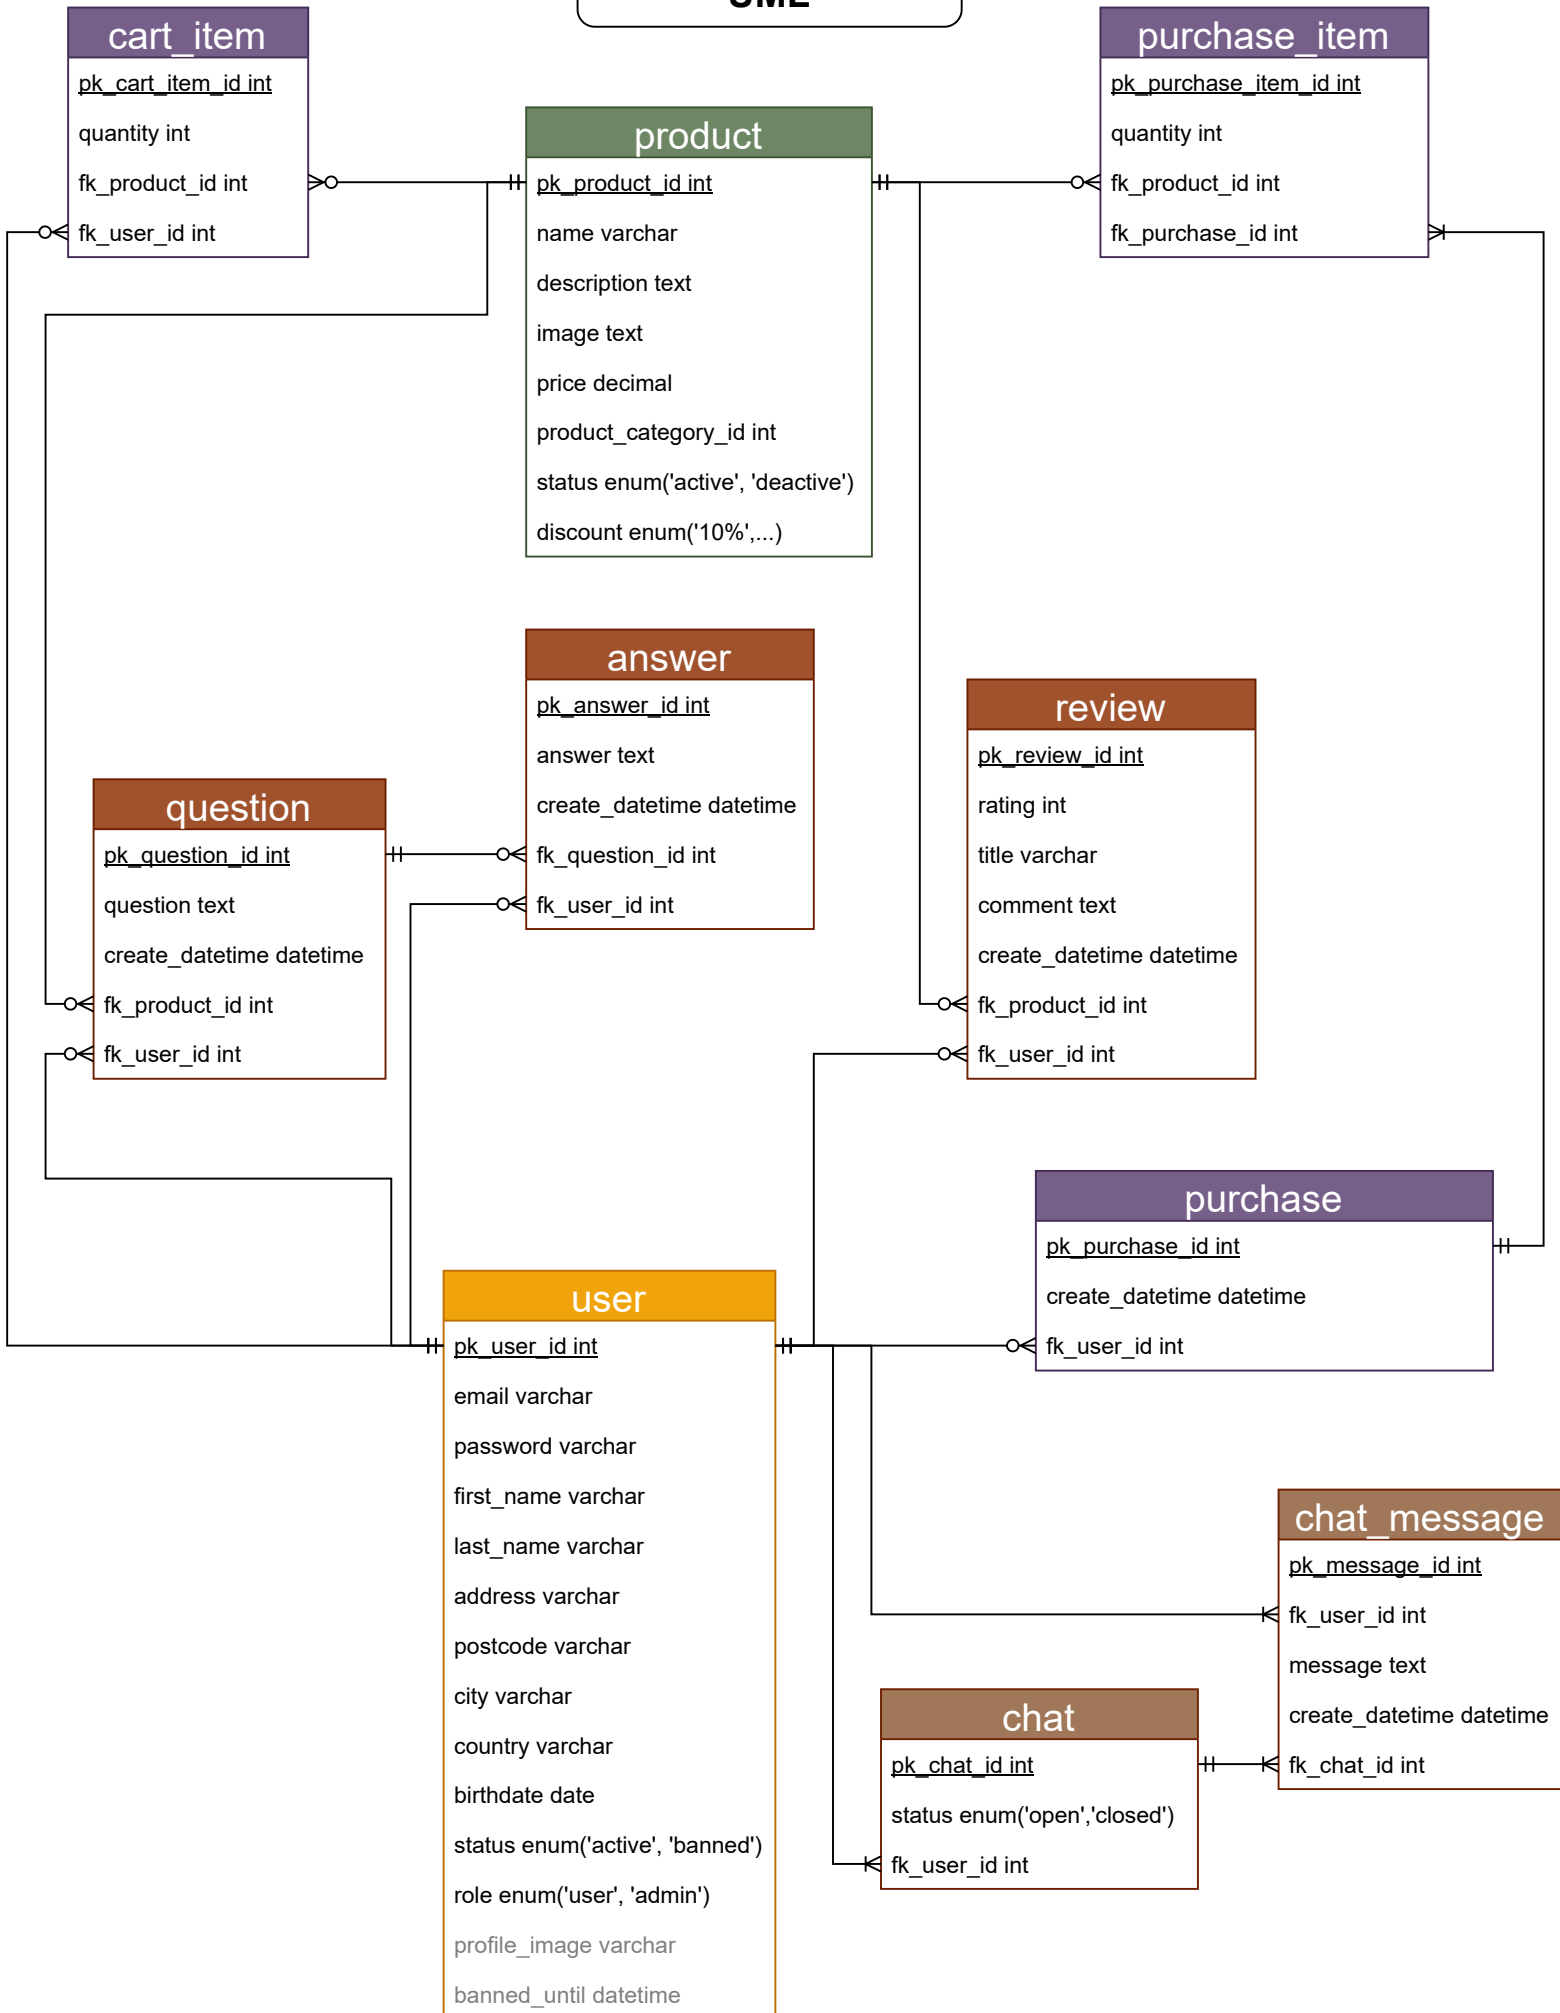 UML
cart_item
pk_cart_item_id int
quantity int
fk_product_id int
fk_user_id int
product
pk_product_id int
name varchar
description text
image text
price decimal
product_category_id int
status enum('active', 'deactive')
discount enum('10%',...)
purchase_item
pk_purchase_item_id int
quantity int
fk_product_id int
fk_purchase_id int
answer
pk_answer_id int
answer text
create_datetime datetime
fk_question_id int
fk_user_id int
review
pk_review_id int
rating int
title varchar
comment text
create_datetime datetime
fk_product_id int
fk_user_id int
question
pk_question_id int
question text
create_datetime datetime
fk_product_id int
fk_user_id int
purchase
pk_purchase_id int
create_datetime datetime
fk_user_id int
user
pk_user_id int
email varchar
password varchar
first_name varchar
last_name varchar
address varchar
postcode varchar
city varchar
country varchar
birthdate date
status enum('active', 'banned')
role enum('user', 'admin')
profile_image varchar
banned_until datetime
chat_message
pk_message_id int
fk_user_id int
message text
create_datetime datetime
fk_chat_id int
chat
pk_chat_id int
status enum('open','closed')
fk_user_id int